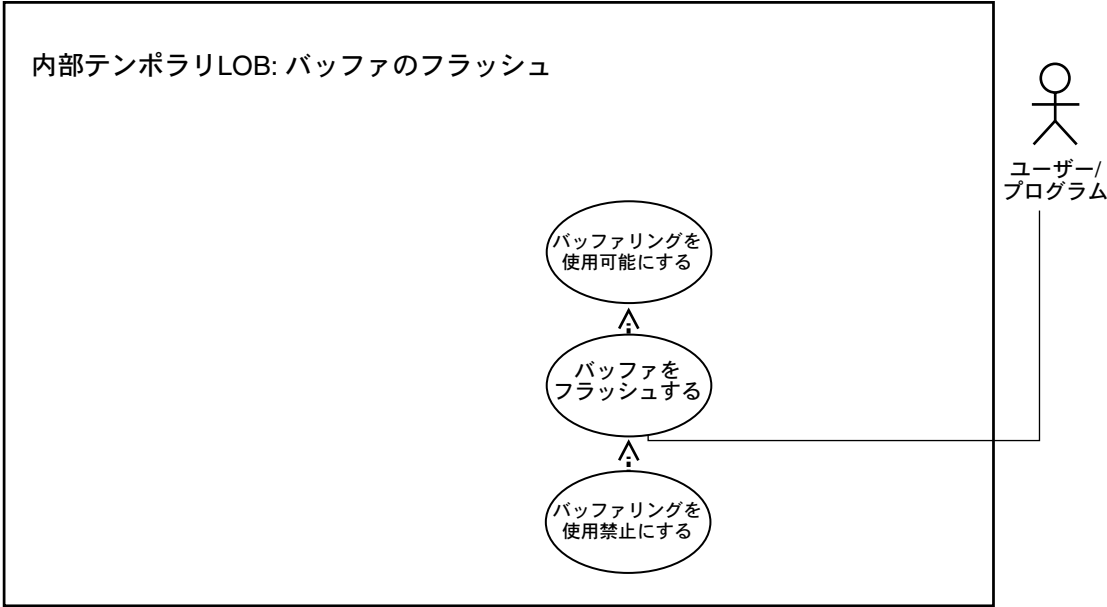 内部テンポラリLOB: バッファのフラッシュ
ユーザー/
プログラム
バッファリングを
使用可能にする
バッファを
フラッシュする
バッファリングを
使用禁止にする